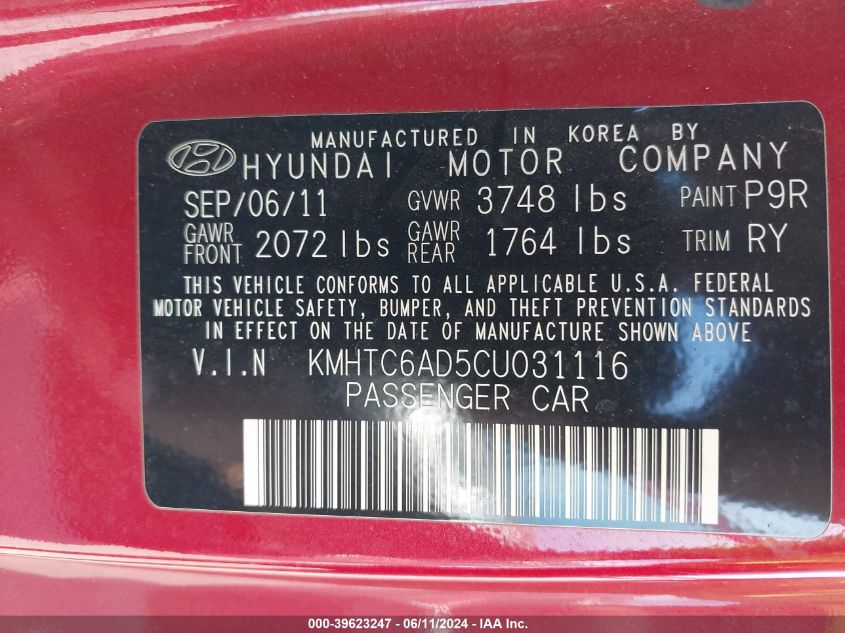 MANUFACTURED IN KOREA BY
HYUNDAI MOTOR COMPANY
SEP/06/11 GVWR 3748 lbs PAINT P9R
GAWR FRONT 2072 lbs GAWR REAR 1764 lbs TRIM RY
THIS VEHICLE CONFORMS TO ALL APPLICABLE U.S.A. FEDERAL
MOTOR VEHICLE SAFETY, BUMPER, AND THEFT PREVENTION STANDARDS
IN EFFECT ON THE DATE OF MANUFACTURE SHOWN ABOVE
V.I.N KMHTC6AD5CU031116
PASSENGER CAR
000-39623247 - 06/11/2024 - IAA Inc.